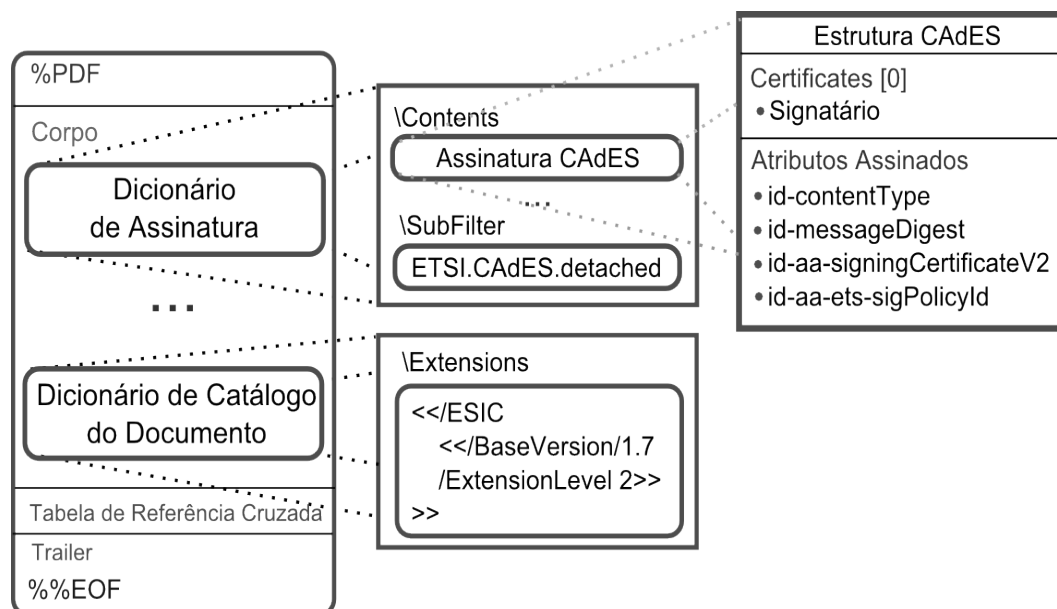 %PDF
Corpo
Dicionário
de Assinatura
...
Dicionário de Catálogo
do Documento
Tabela de Referência Cruzada
Trailer
%%EOF
\Contents
Assinatura CAdES
...
\SubFilter
ETSI.CAdES.detached
\Extensions
<</ESIC
<</BaseVersion/1.7
/ExtensionLevel 2>>
>>
Estrutura CAdES
Certificates [0]
• Signatário
Atributos Assinados
• id-contentType
• id-messageDigest
• id-aa-signingCertificateV2
• id-aa-ets-sigPolicyId